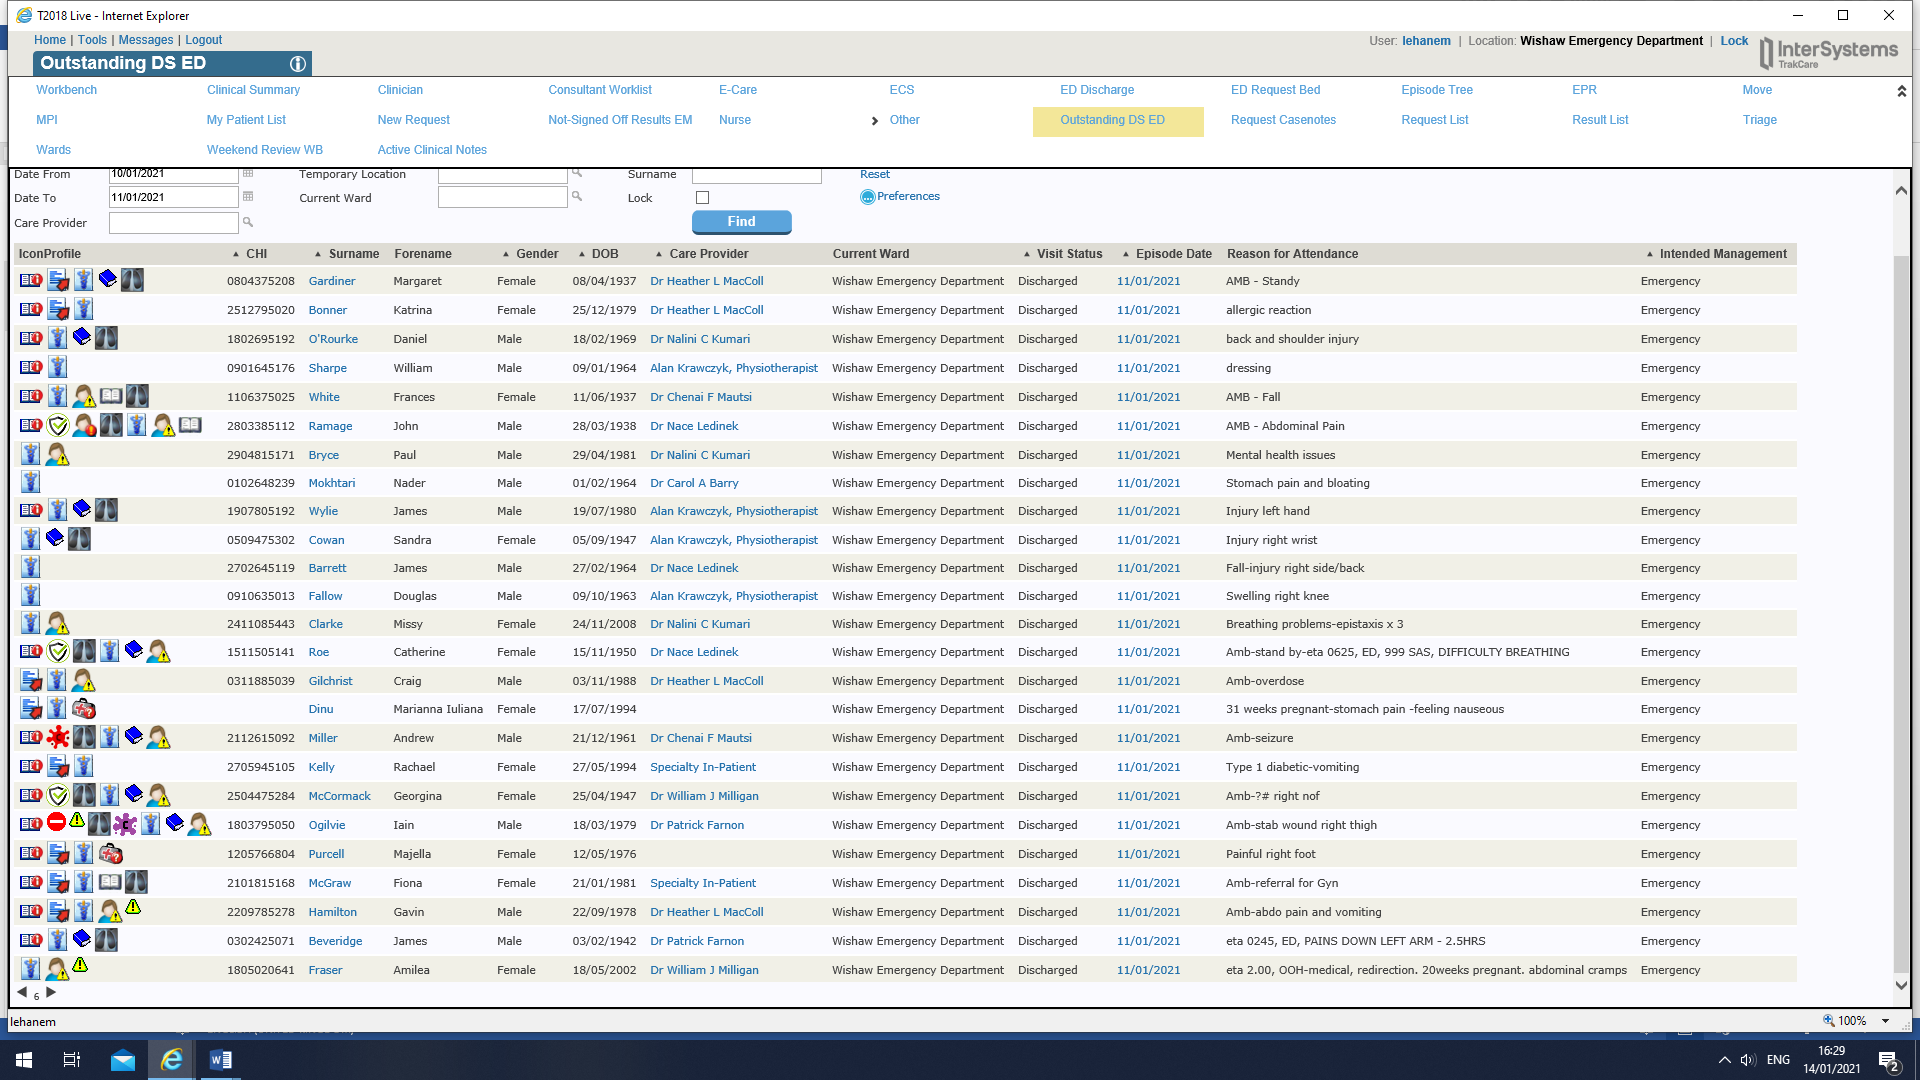 T2018 Live - Internet Explorer
Home | Tools | Messages | Logout
User: lehanem | Location: Wishaw Emergency Department | Lock
InterSystems
TrakCare
Outstanding DS ED
Workbench Clinical Summary Clinician Consultant Worklist E-Care ECS ED Discharge ED Request Bed Episode Tree EPR Move
MPI My Patient List New Request Not-Signed Off Results EM Nurse Other Outstanding DS ED Request Casenotes Request List Result List Triage
Wards Weekend Review WB Active Clinical Notes
Date From 10/01/2021 Temporary Location Surname Reset
Date To 11/01/2021 Current Ward Lock Preferences
Care Provider Find
IconProfile CHI Surname Forename Gender DOB Care Provider Current Ward Visit Status Episode Date Reason for Attendance Intended Management
0804375208 Gardiner Margaret Female 08/04/1937 Dr Heather L MacColl Wishaw Emergency Department Discharged 11/01/2021 AMB - Standy Emergency
2512795020 Bonner Katrina Female 25/12/1979 Dr Heather L MacColl Wishaw Emergency Department Discharged 11/01/2021 allergic reaction Emergency
1802695192 O'Rourke Daniel Male 18/02/1969 Dr Nalini C Kumari Wishaw Emergency Department Discharged 11/01/2021 back and shoulder injury Emergency
0901645176 Sharpe William Male 09/01/1964 Alan Krawczyk, Physiotherapist Wishaw Emergency Department Discharged 11/01/2021 dressing Emergency
1106375025 White Frances Female 11/06/1937 Dr Chenai F Mautsi Wishaw Emergency Department Discharged 11/01/2021 AMB - Fall Emergency
2803385112 Ramage John Male 28/03/1938 Dr Nace Ledinek Wishaw Emergency Department Discharged 11/01/2021 AMB - Abdominal Pain Emergency
2904815171 Bryce Paul Male 29/04/1981 Dr Nalini C Kumari Wishaw Emergency Department Discharged 11/01/2021 Mental health issues Emergency
0102648239 Mokhtari Nader Male 01/02/1964 Dr Carol A Barry Wishaw Emergency Department Discharged 11/01/2021 Stomach pain and bloating Emergency
1907805192 Wylie James Male 19/07/1980 Alan Krawczyk, Physiotherapist Wishaw Emergency Department Discharged 11/01/2021 Injury left hand Emergency
0509475302 Cowan Sandra Female 05/09/1947 Alan Krawczyk, Physiotherapist Wishaw Emergency Department Discharged 11/01/2021 Injury right wrist Emergency
2702645119 Barrett James Male 27/02/1964 Dr Nace Ledinek Wishaw Emergency Department Discharged 11/01/2021 Fall-injury right side/back Emergency
0910635013 Fallow Douglas Male 09/10/1963 Alan Krawczyk, Physiotherapist Wishaw Emergency Department Discharged 11/01/2021 Swelling right knee Emergency
2411085443 Clarke Missy Female 24/11/2008 Dr Nalini C Kumari Wishaw Emergency Department Discharged 11/01/2021 Breathing problems-epistaxis x 3 Emergency
1511505141 Roe Catherine Female 15/11/1950 Dr Nace Ledinek Wishaw Emergency Department Discharged 11/01/2021 Amb-stand by-eta 0625, ED, 999 SAS, DIFFICULTY BREATHING Emergency
0311885039 Gilchrist Craig Male 03/11/1988 Dr Heather L MacColl Wishaw Emergency Department Discharged 11/01/2021 Amb-overdose Emergency
Dinu Marianna Iuliana Female 17/07/1994 Wishaw Emergency Department Discharged 11/01/2021 31 weeks pregnant-stomach pain -feeling nauseous Emergency
2112615092 Miller Andrew Male 21/12/1961 Dr Chenai F Mautsi Wishaw Emergency Department Discharged 11/01/2021 Amb-seizure Emergency
2705945105 Kelly Rachael Female 27/05/1994 Specialty In-Patient Wishaw Emergency Department Discharged 11/01/2021 Type 1 diabetic-vomiting Emergency
2504475284 McCormack Georgina Female 25/04/1947 Dr William J Milligan Wishaw Emergency Department Discharged 11/01/2021 Amb-?# right nof Emergency
1803795050 Ogilvie Iain Male 18/03/1979 Dr Patrick Farnon Wishaw Emergency Department Discharged 11/01/2021 Amb-stab wound right thigh Emergency
1205766804 Purcell Majella Female 12/05/1976 Wishaw Emergency Department Discharged 11/01/2021 Painful right foot Emergency
2101815168 McGraw Fiona Female 21/01/1981 Specialty In-Patient Wishaw Emergency Department Discharged 11/01/2021 Amb-referral for Gyn Emergency
2209785278 Hamilton Gavin Male 22/09/1978 Dr Heather L MacColl Wishaw Emergency Department Discharged 11/01/2021 Amb-abdo pain and vomiting Emergency
0302425071 Beveridge James Male 03/02/1942 Dr Patrick Farnon Wishaw Emergency Department Discharged 11/01/2021 eta 0245, ED, PAINS DOWN LEFT ARM - 2.5HRS Emergency
1805020641 Fraser Amilea Female 18/05/2002 Dr William J Milligan Wishaw Emergency Department Discharged 11/01/2021 eta 2.00, OOH-medical, redirection. 20weeks pregnant. abdominal cramps Emergency
6
lehanem 100%
ENG 16:29
14/01/2021 2